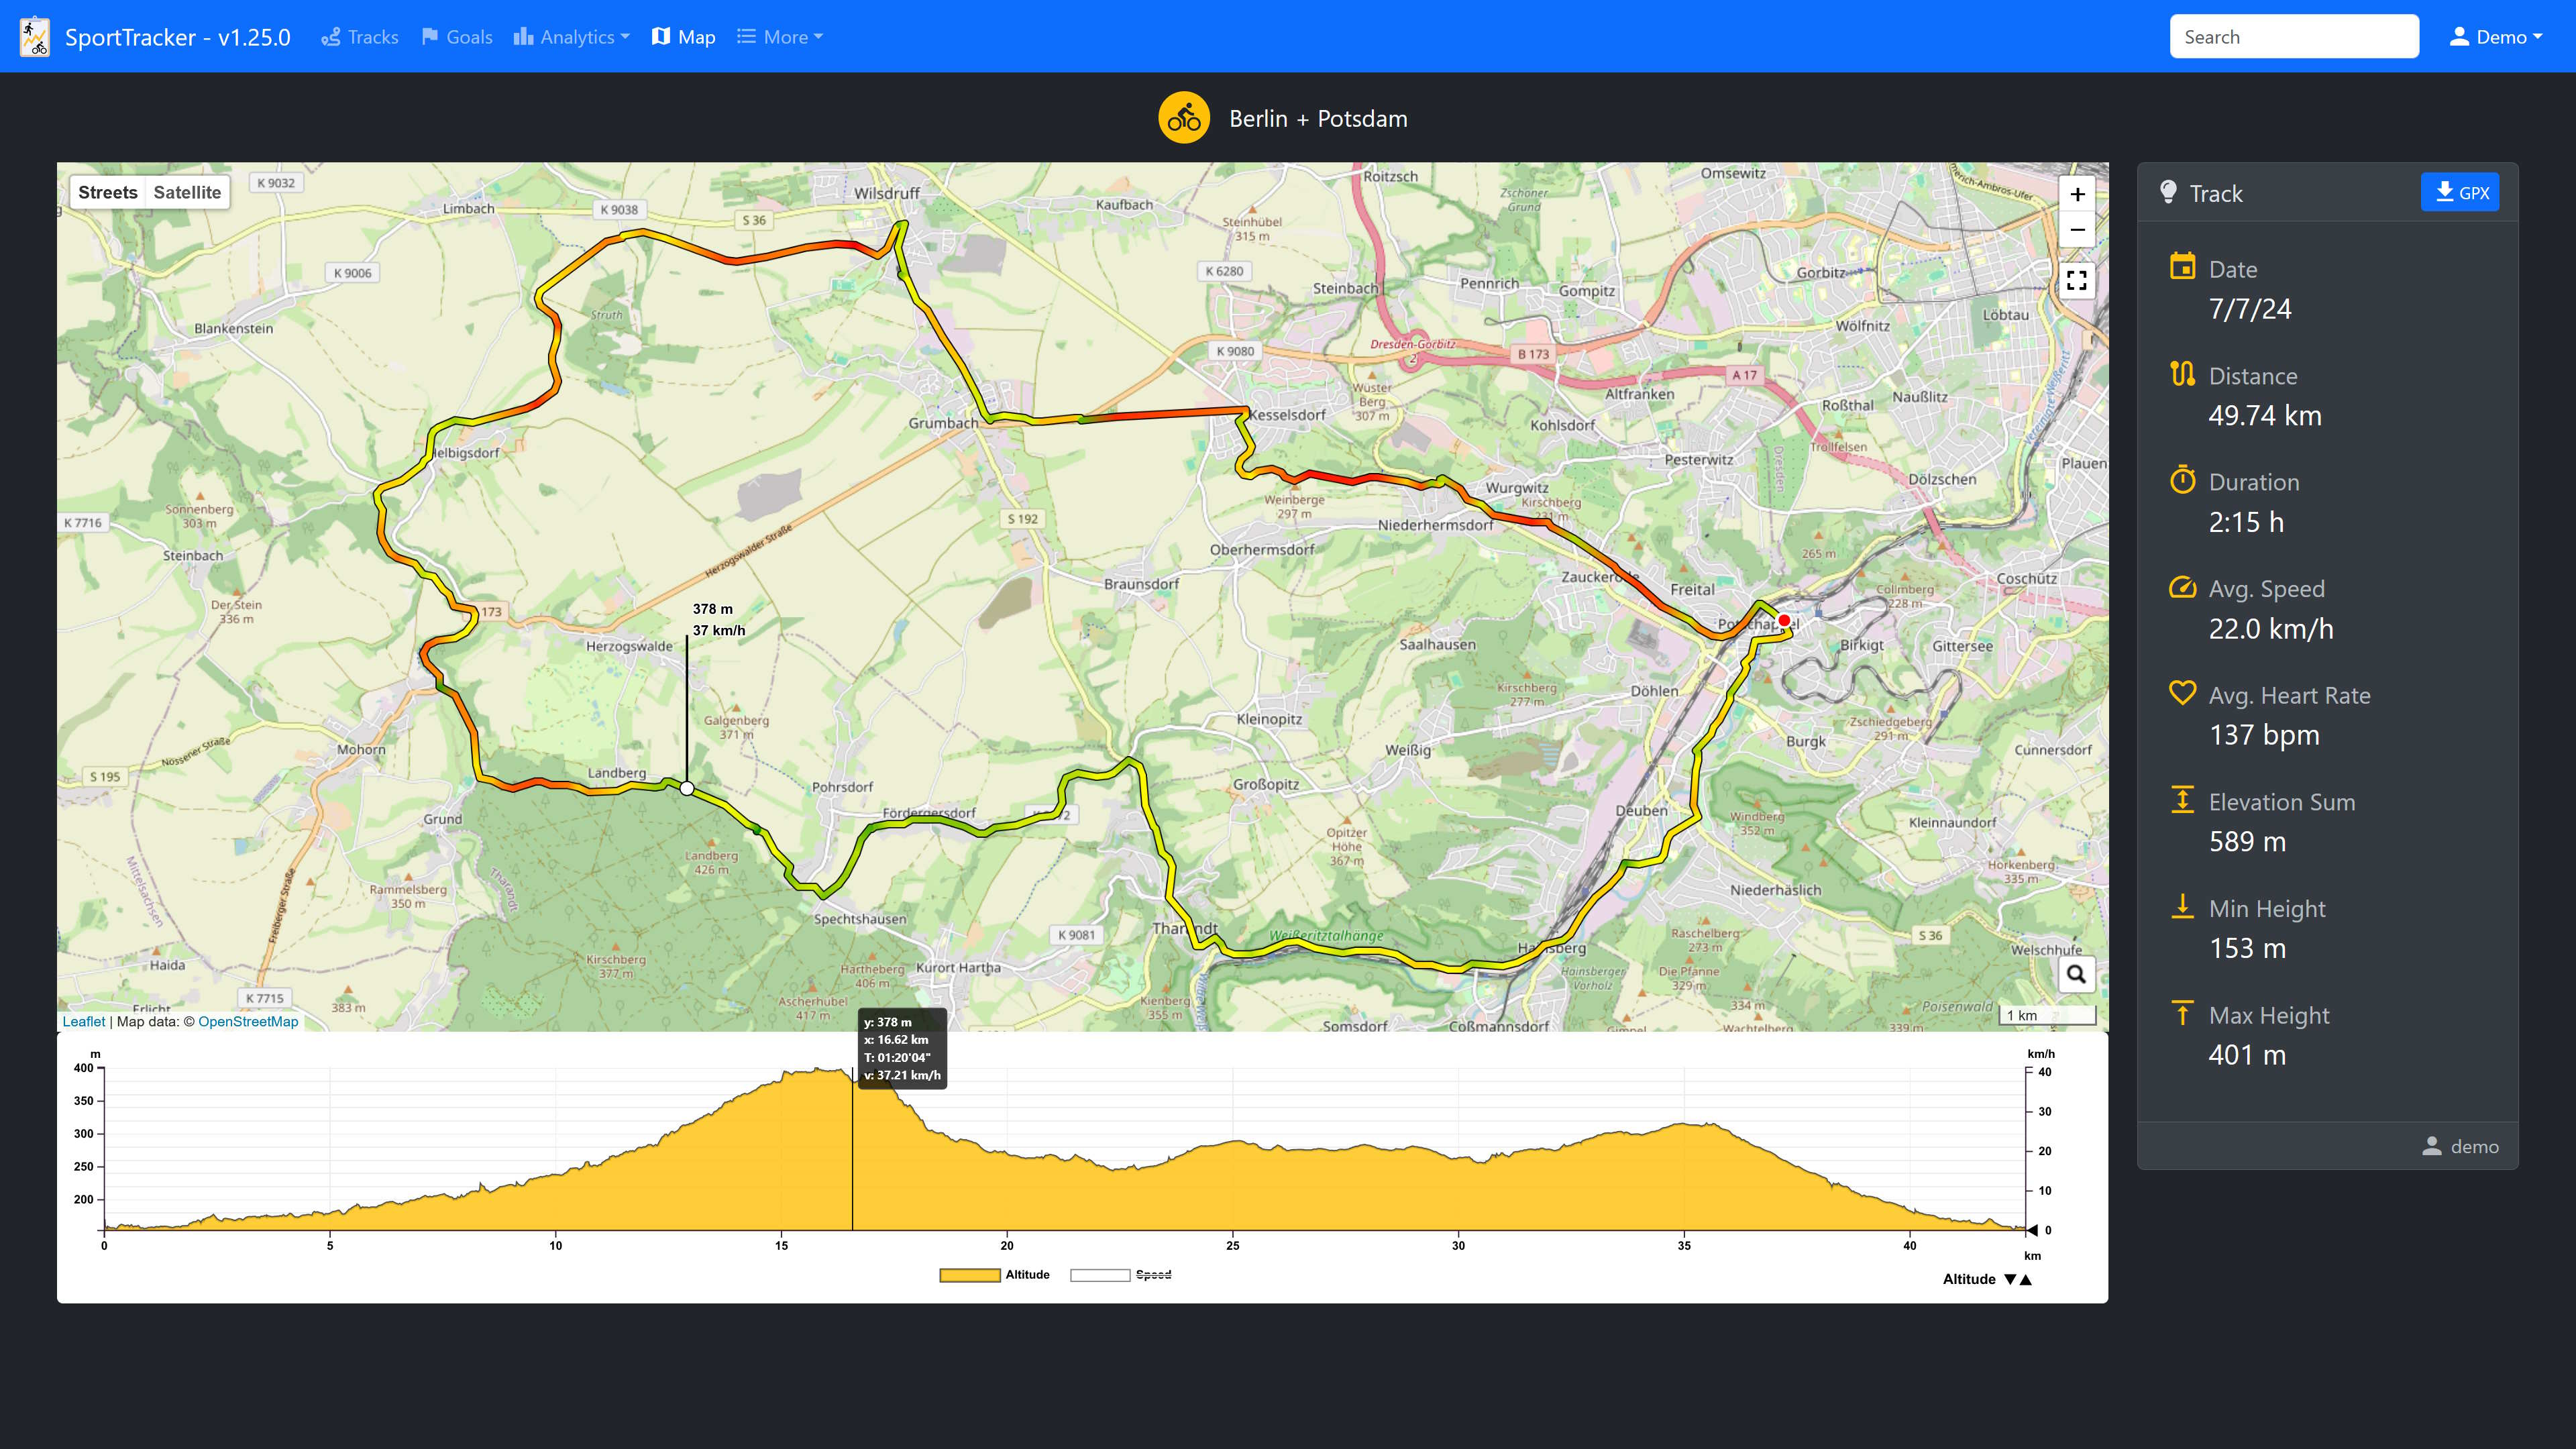 SportTracker - v1.25.0
Tracks
Goals
Analytics
Map
More
Search
Demo
Berlin + Potsdam
Streets
Satellite
K 9032
Limbach
K 9038
S 36
Wilsdruff
Kaufbach
Roitzsch
Zschoner
Grund
Omsewitz
Steinhübel
315 m
K 9006
K 6280
Steinbach
Pennrich
Gompitz
Gorbitz
Löbtau
Wölfnitz
Blankenstein
Struth
K 9080
Dresden-Gorbitz
2
B 173
A 17
Wüster
Berg
307 m
Altfranken
Roßthal
Naußlitz
Grumbach
Kesselsdorf
Kohlsdorf
Trollfelsen
Plauen
Helbigsdorf
Pesterwitz
Dresden
Dölzschen
Sonnenberg
303 m
K 7716
Weinberge
297 m
Wurgwitz
Kirschberg
231 m
Niederhermsdorf
S 192
Herzogswalder Straße
Steinbach
Oberhermsdorf
265 m
Braunsdorf
Zauckerode
Freital
Coschütz
Collmberg
228 m
Der Stein
336 m
173
378 m
37 km/h
Potschappel
Herzogswalde
Saalhausen
Birkigt
Gittersee
Kirschberg
277 m
Döhlen
Galgenberg
371 m
Kleinopitz
Zschiedgeberg
291 m
Mohorn
Nossener Straße
Weißig
Burgk
Cunnersdorf
S 195
Landberg
Pohrsdorf
Großopitz
Fördergersdorf
Grund
Deuben
Windberg
352 m
Kleinnaundorf
Opitzer
Höhe
367 m
Landberg
426 m
Horkenberg
335 m
Mittelsachsen
Tharandt
Rammelsberg
350 m
Freiberger Straße
Niederhäslich
Spechtshausen
K 9081
Tharandt
Weißeritztalhänge
Hainsberg
Raschelberg
273 m
S 36
Welschhufe
Haida
Kirschberg
377 m
Hartheberg
406 m
Kurort Hartha
Hainsberger
Vorholz
Die Pfanne
329 m
K 7715
383 m
Ascherhübel
417 m
Kienberg
355 m
334 m
Poisenwald
Somsdorf
Coßmannsdorf
Wachtelberg
339 m
1 km
Leaflet | Map data: © OpenStreetMap
y: 378 m
x: 16.62 km
T: 01:20'04"
v: 37.21 km/h
m
400
350
300
250
200
km/h
40
30
20
10
0
0
5
10
15
20
25
30
35
40
km
Altitude
Speed
Altitude ▼▲
Track
GPX
Date
7/7/24
Distance
49.74 km
Duration
2:15 h
Avg. Speed
22.0 km/h
Avg. Heart Rate
137 bpm
Elevation Sum
589 m
Min Height
153 m
Max Height
401 m
demo